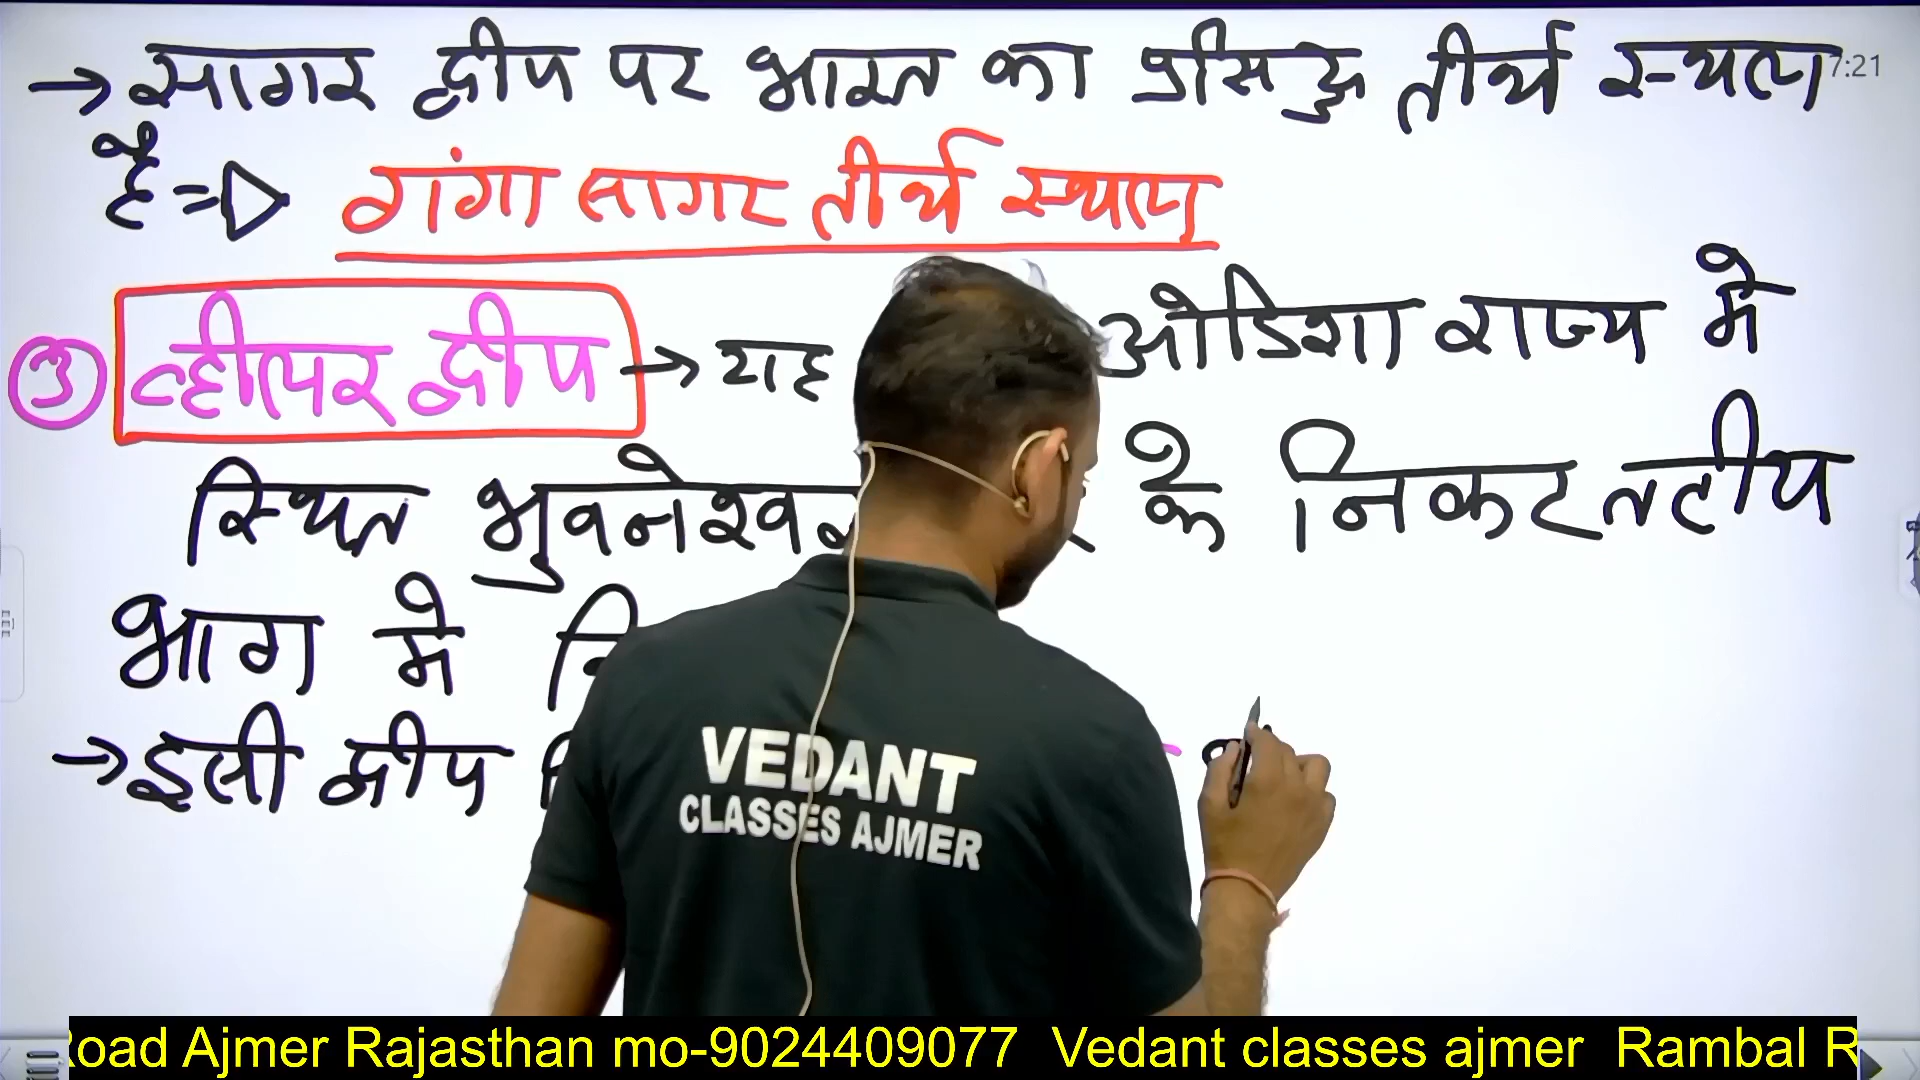 → सागर द्वीप पर भारत का प्रसिद्ध तीर्थ स्थल
7:21
है ⇒ गंगा सागर तीर्थ स्थल
③ व्हीलर द्वीप → यह ओडिशा राज्य में
स्थित भुवनेश्वर के निकट तटीय
भाग में
→ इसी द्वीप
VEDANT
CLASSES AJMER
Road Ajmer Rajasthan mo-9024409077 Vedant classes ajmer Rambal R